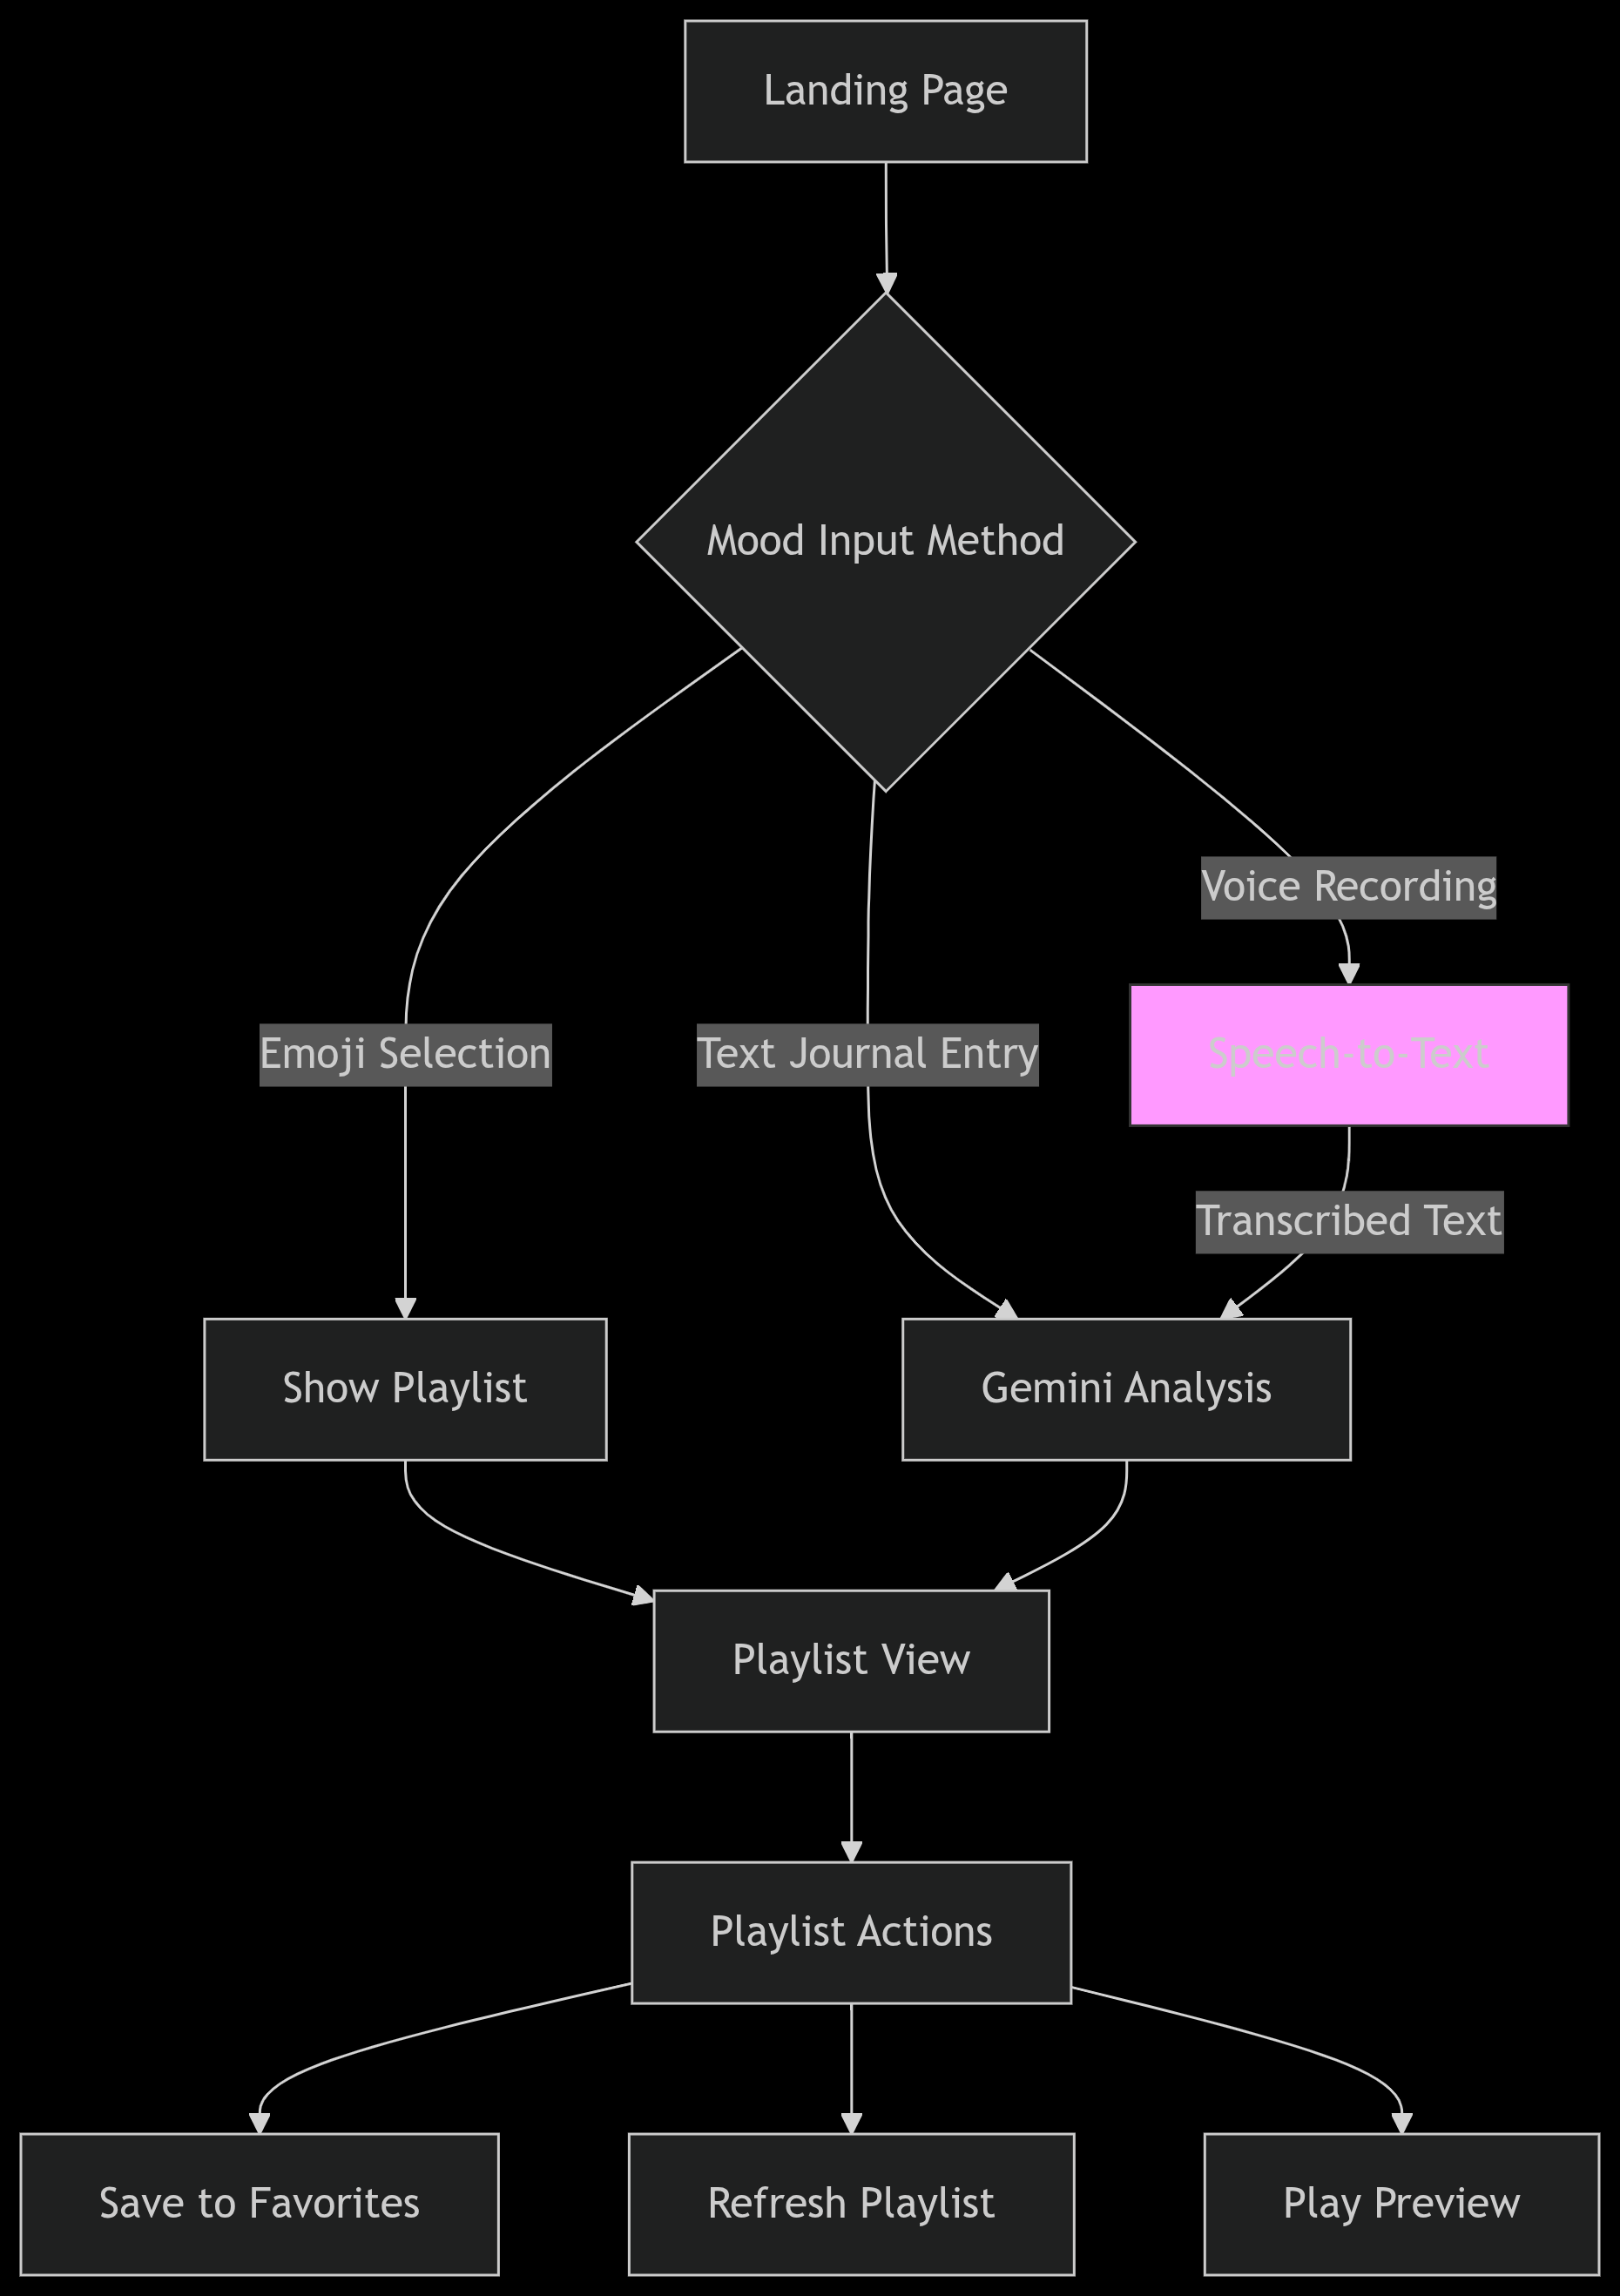 Landing Page
Mood Input Method
Voice Recording
Emoji Selection
Text Journal Entry
Speech-to-Text
Transcribed Text
Show Playlist
Gemini Analysis
Playlist View
Playlist Actions
Save to Favorites
Refresh Playlist
Play Preview